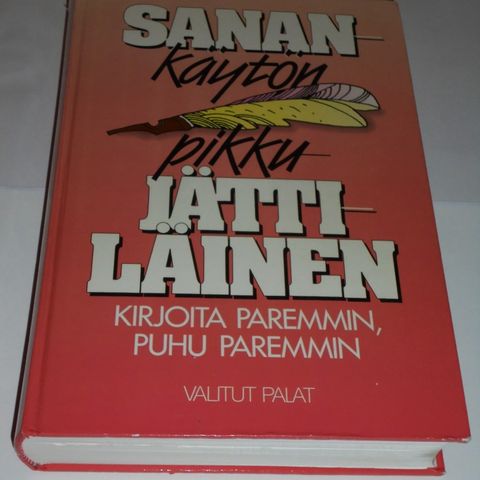 SANAN-
käytön
pikku-
JÄTTI-
LÄINEN
KIRJOITA PAREMMIN,
PUHU PAREMMIN
VALITUT PALAT